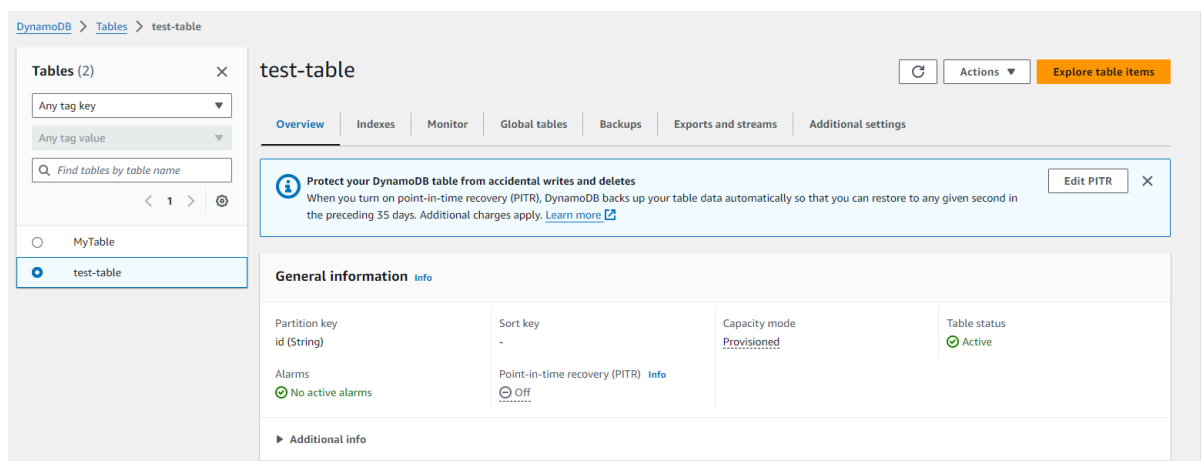 DynamoDB > Tables > test-table
Tables (2)
Any tag key
Any tag value
Find tables by table name
< 1 >
MyTable
test-table
test-table
Actions
Explore table items
Overview
Indexes
Monitor
Global tables
Backups
Exports and streams
Additional settings
Protect your DynamoDB table from accidental writes and deletes
When you turn on point-in-time recovery (PITR), DynamoDB backs up your table data automatically so that you can restore to any given second in
the preceding 35 days. Additional charges apply. Learn more
Edit PITR
General information Info
Partition key
id (String)
Sort key
-
Capacity mode
Provisioned
Table status
Active
Alarms
No active alarms
Point-in-time recovery (PITR) Info
Off
Additional info